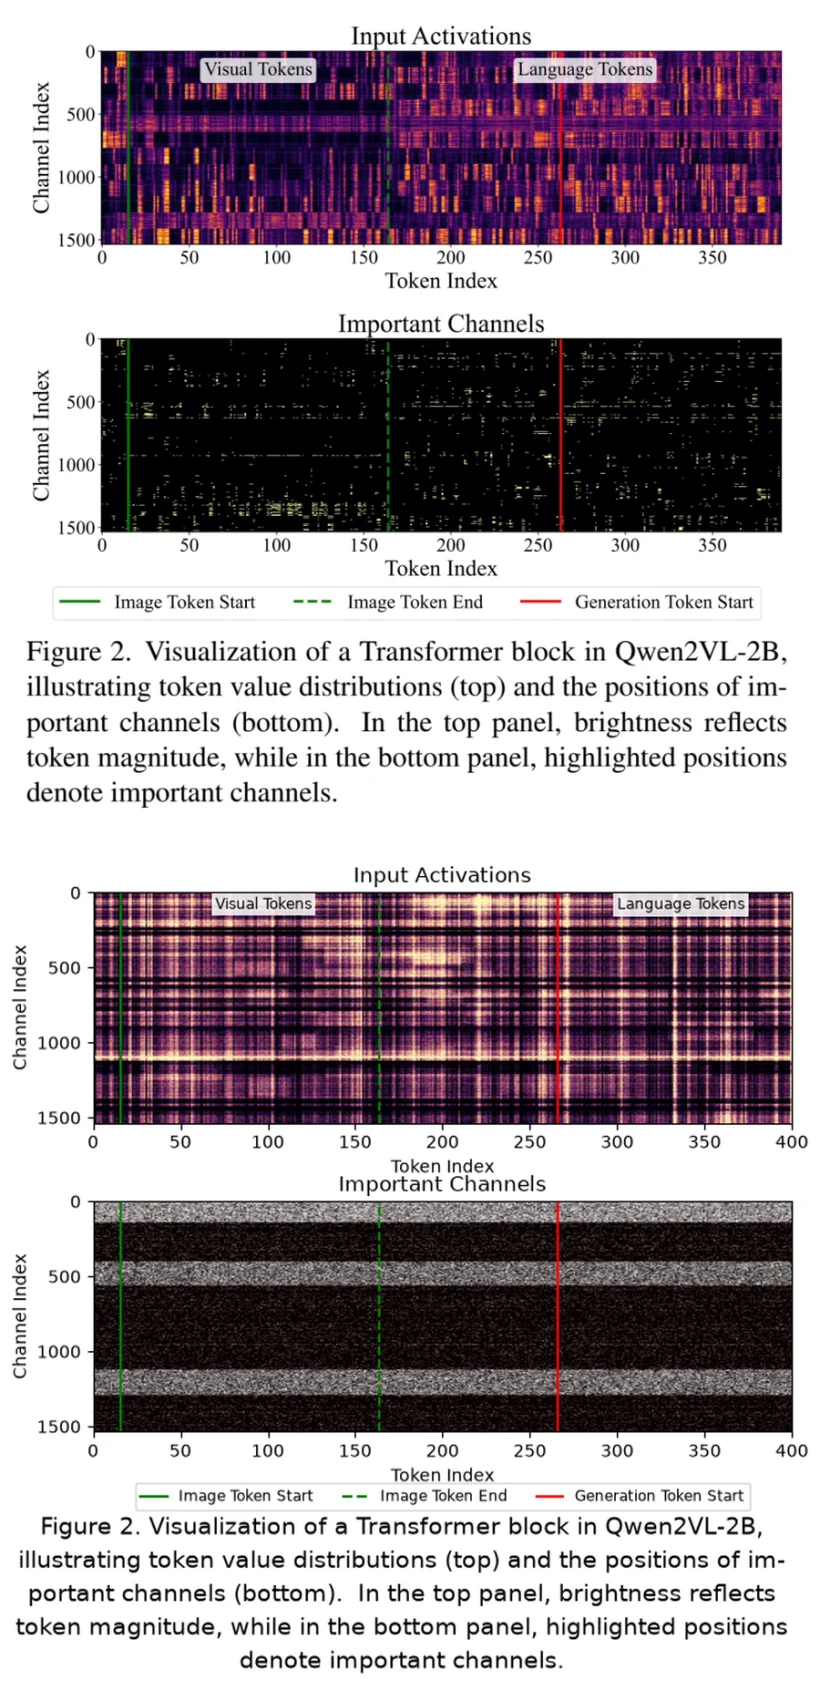 Input Activations
0
Visual Tokens
Language Tokens
500
Channel Index
1000
1500
0 50 100 150 200 250 300 350
Token Index
Important Channels
0
500
Channel Index
1000
1500
0 50 100 150 200 250 300 350
Token Index
Image Token Start
Image Token End
Generation Token Start
Figure 2. Visualization of a Transformer block in Qwen2VL-2B,
illustrating token value distributions (top) and the positions of im-
portant channels (bottom). In the top panel, brightness reflects
token magnitude, while in the bottom panel, highlighted positions
denote important channels.
Input Activations
0
Visual Tokens
Language Tokens
500
Channel Index
1000
1500
0 50 100 150 200 250 300 350 400
Token Index
Important Channels
0
500
Channel Index
1000
1500
0 50 100 150 200 250 300 350 400
Token Index
Image Token Start
Image Token End
Generation Token Start
Figure 2. Visualization of a Transformer block in Qwen2VL-2B,
illustrating token value distributions (top) and the positions of im-
portant channels (bottom). In the top panel, brightness reflects
token magnitude, while in the bottom panel, highlighted positions
denote important channels.